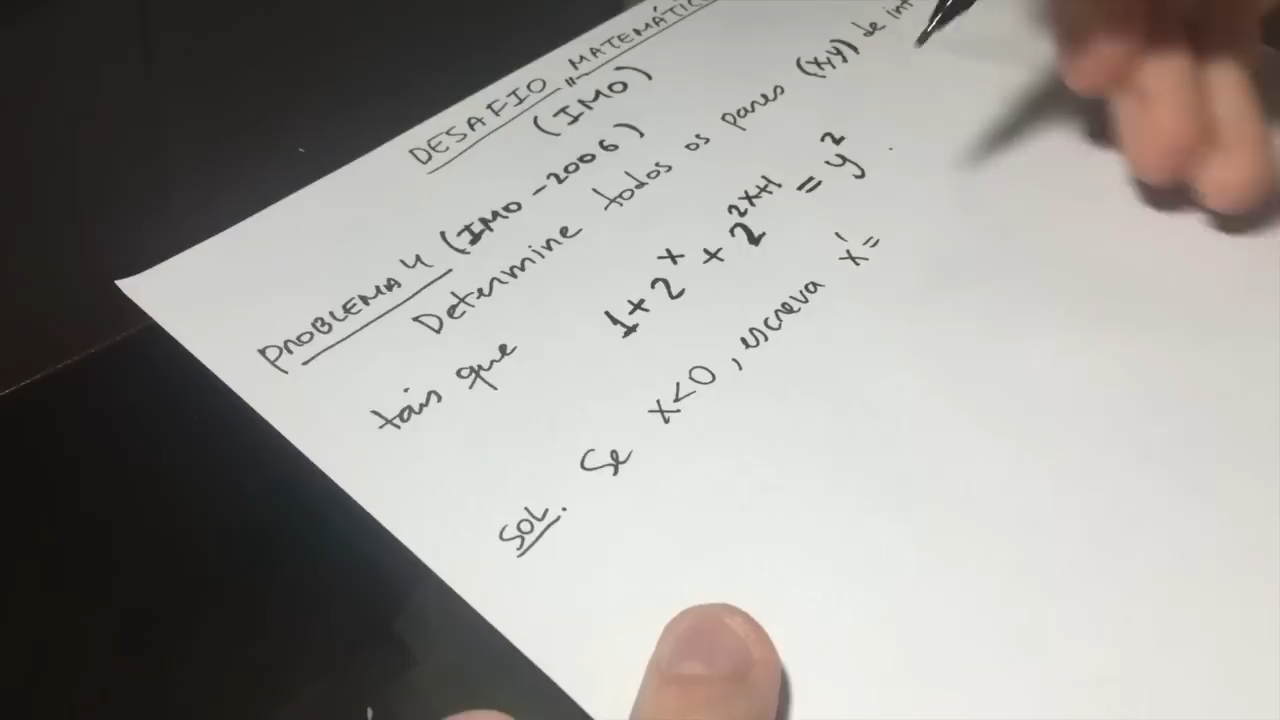 DESAFIO MATEMÁTIC
(IMO)
PROBLEMA 4 (IMO-2006)
Determine todos os pares (x,y) de int
tais que 1+2^x + 2^{2x+1} = y^2.
SOL. Se x<0, escreva x'=